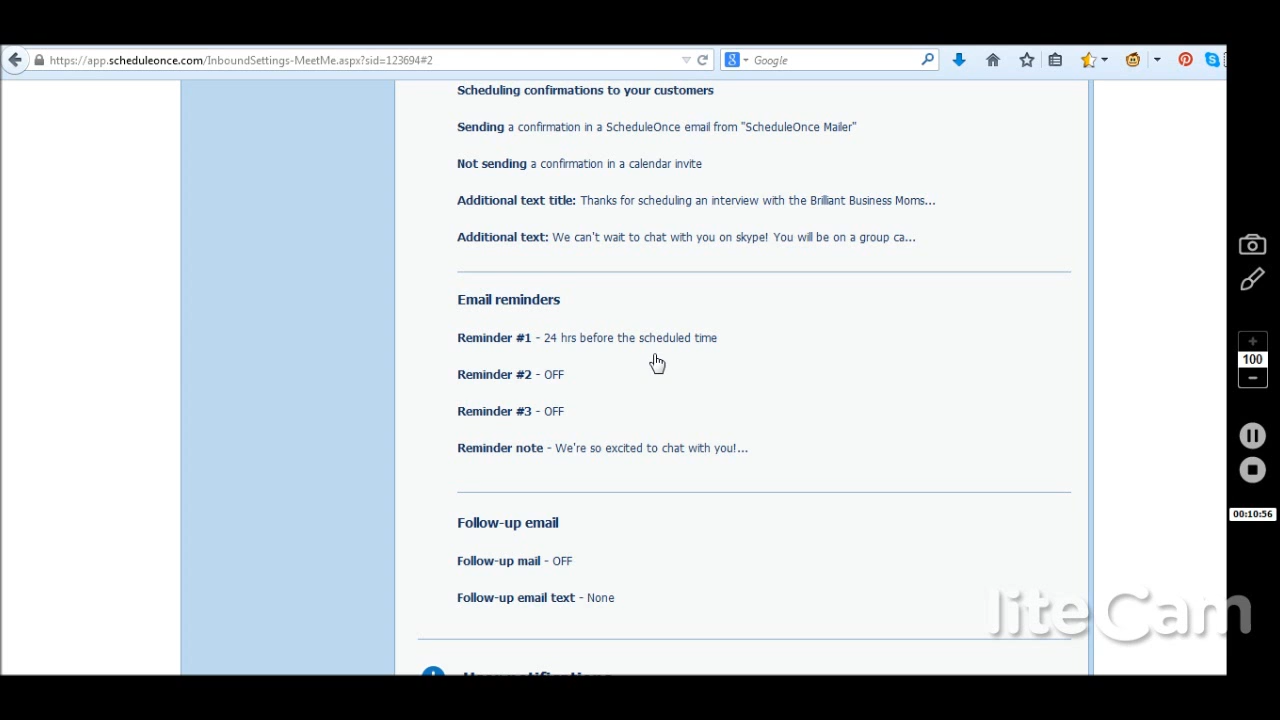 https://app.scheduleonce.com/InboundSettings-MeetMe.aspx?sid=123694#2
Google
Scheduling confirmations to your customers
Sending a confirmation in a ScheduleOnce email from "ScheduleOnce Mailer"
Not sending a confirmation in a calendar invite
Additional text title: Thanks for scheduling an interview with the Brilliant Business Moms...
Additional text: We can't wait to chat with you on skype! You will be on a group ca...
Email reminders
Reminder #1 - 24 hrs before the scheduled time
Reminder #2 - OFF
Reminder #3 - OFF
Reminder note - We're so excited to chat with you!...
Follow-up email
Follow-up mail - OFF
Follow-up email text - None
100
00:10:56
liteCam